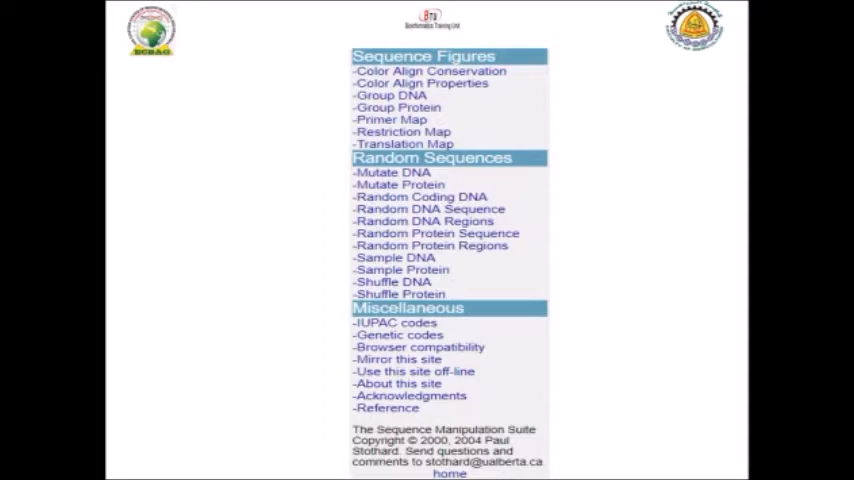 BTU
Bioinformatics Training Unit
Sequence Figures
-Color Align Conservation
-Color Align Properties
-Group DNA
-Group Protein
-Primer Map
-Restriction Map
-Translation Map
Random Sequences
-Mutate DNA
-Mutate Protein
-Random Coding DNA
-Random DNA Sequence
-Random DNA Regions
-Random Protein Sequence
-Random Protein Regions
-Sample DNA
-Sample Protein
-Shuffle DNA
-Shuffle Protein
Miscellaneous
-IUPAC codes
-Genetic codes
-Browser compatibility
-Mirror this site
-Use this site off-line
-About this site
-Acknowledgments
-Reference
The Sequence Manipulation Suite
Copyright © 2000, 2004 Paul
Stothard. Send questions and
comments to stothard@ualberta.ca
home